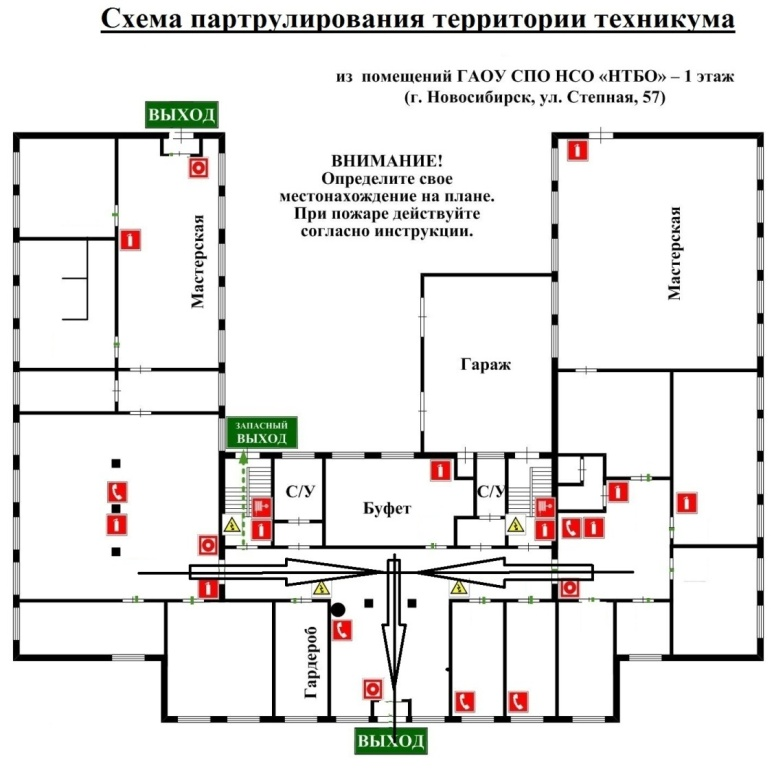 Схема партрулирования территории техникума
из помещений ГАОУ СПО НСО «НТБО» – 1 этаж
(г. Новосибирск, ул. Степная, 57)
ВЫХОД
ВНИМАНИЕ!
Определите свое
местонахождение на плане.
При пожаре действуйте
согласно инструкции.
Мастерская
Мастерская
Гараж
ЗАПАСНЫЙ
ВЫХОД
С/У
Буфет
С/У
Гардероб
ВЫХОД